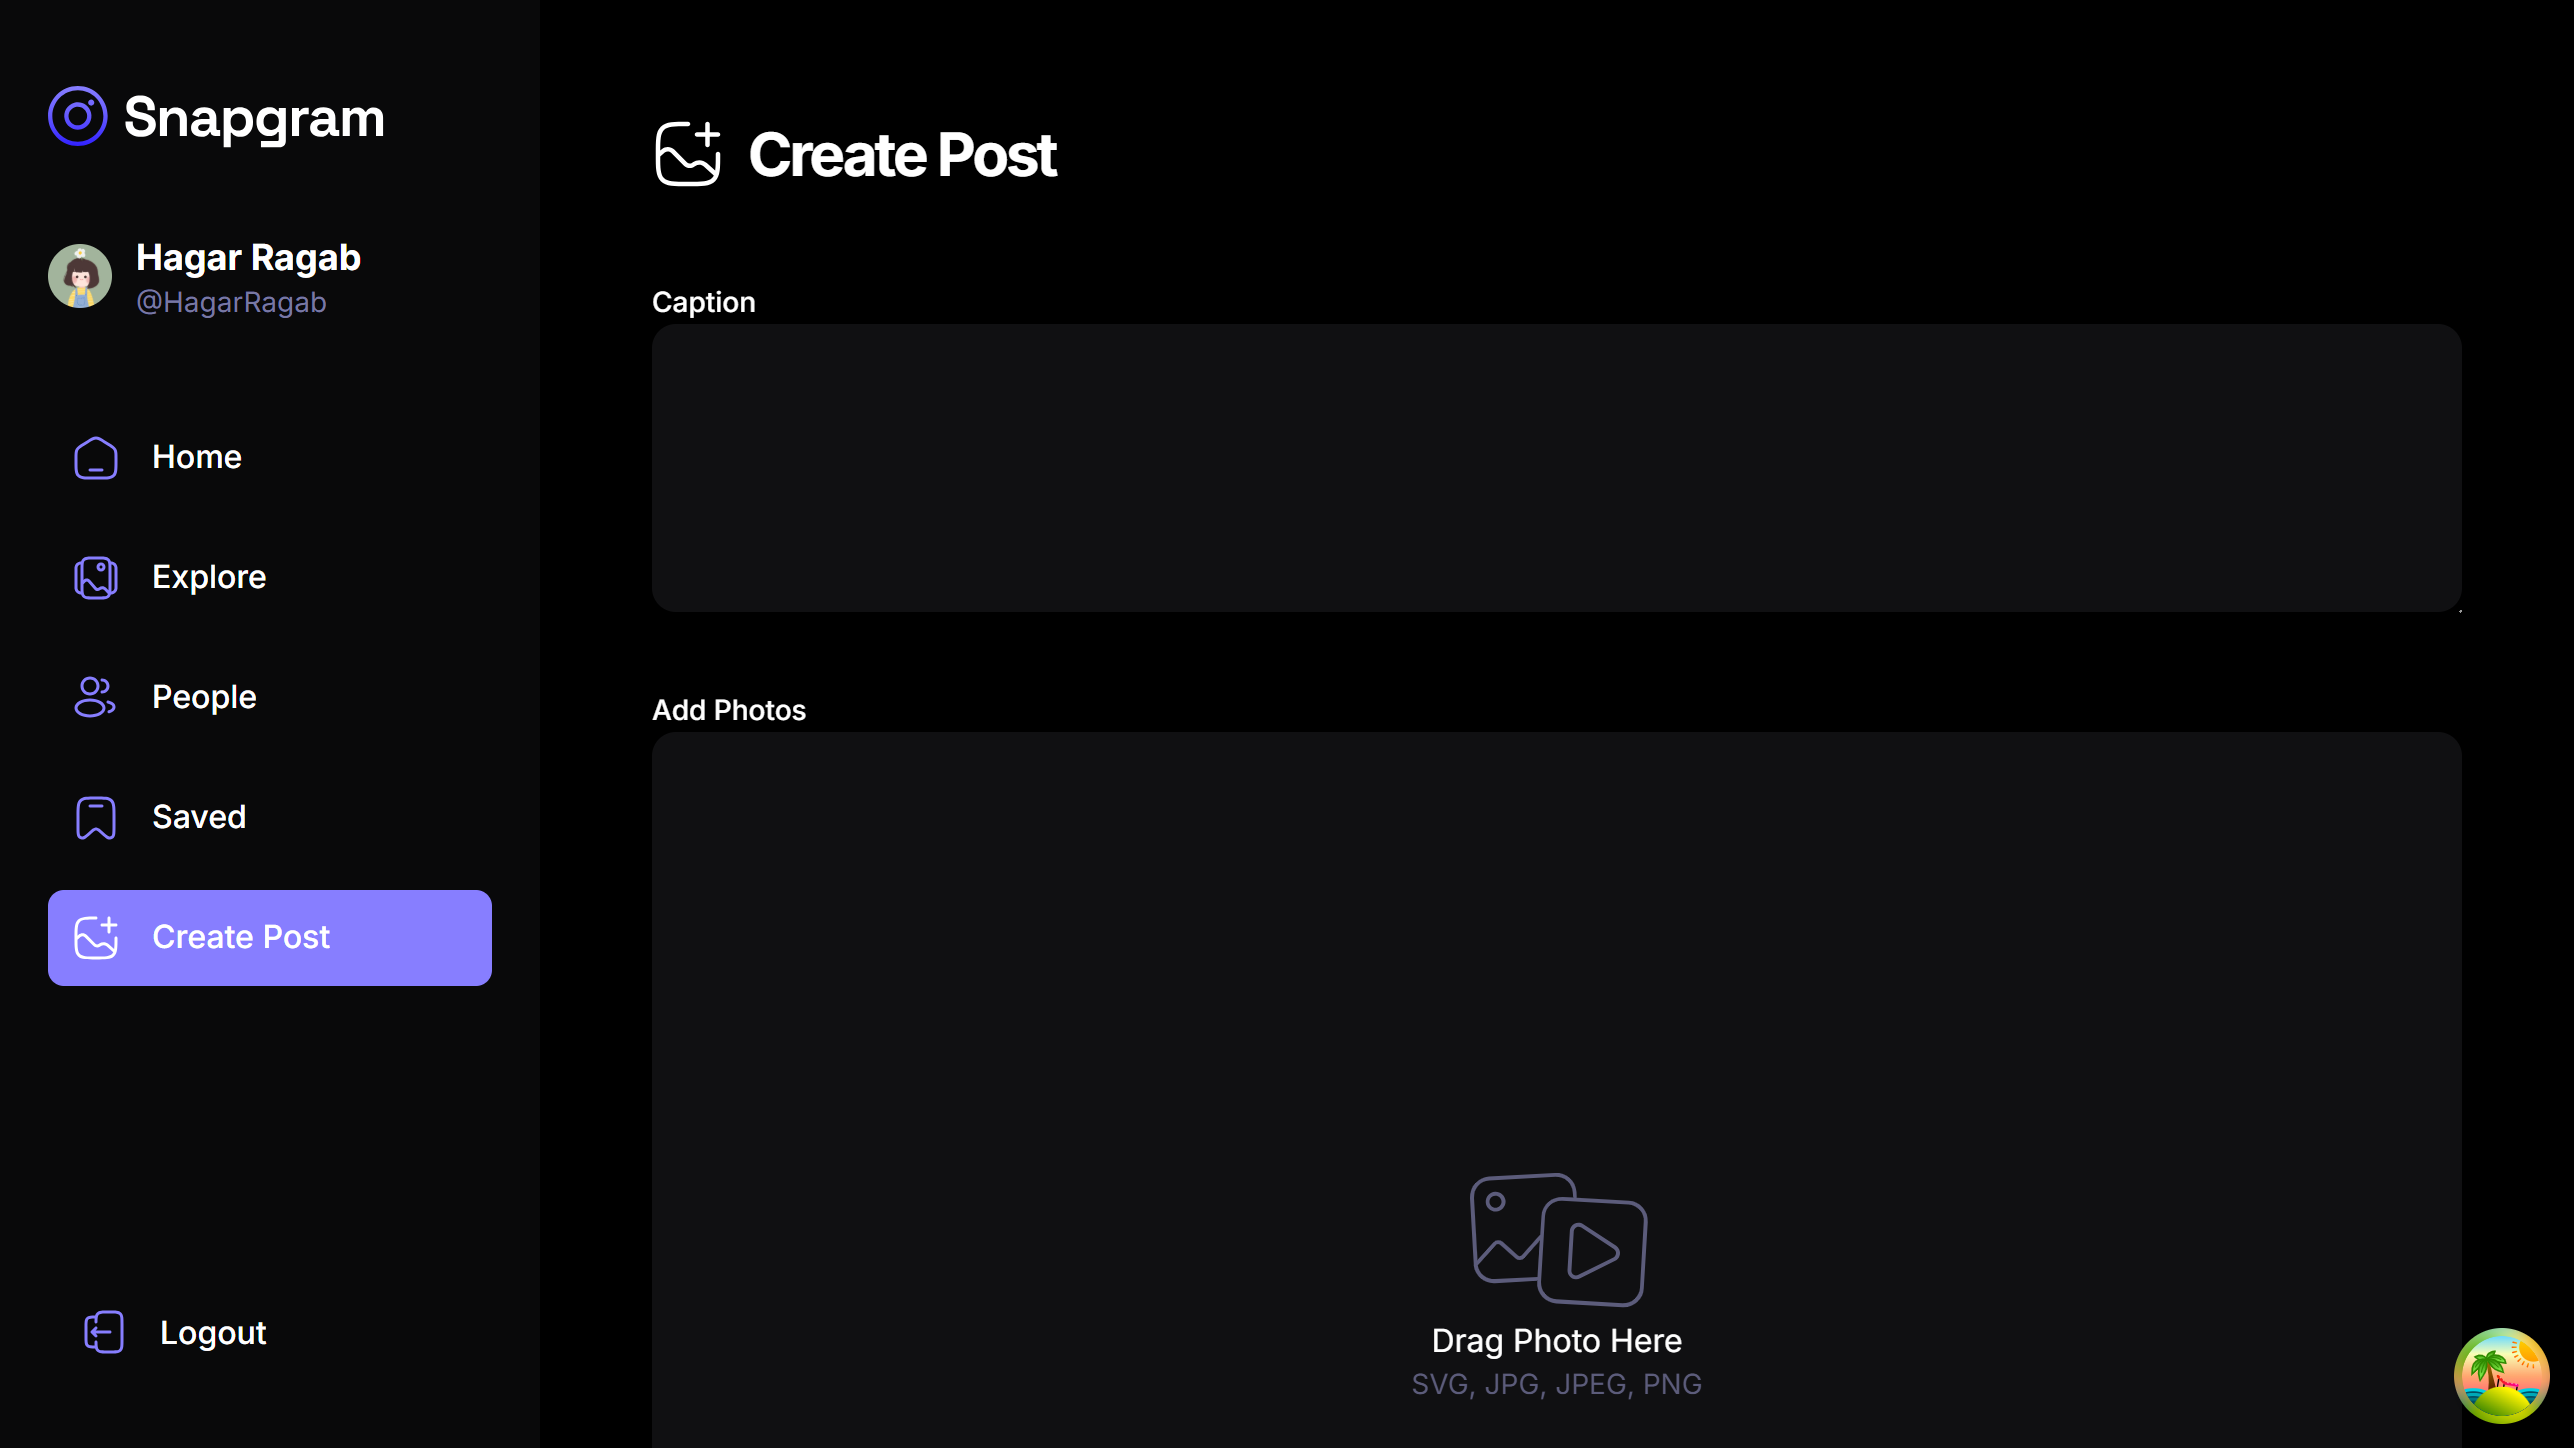 Snapgram
Hagar Ragab
@HagarRagab
Home
Explore
People
Saved
Create Post
Logout
Create Post
Caption
Add Photos
Drag Photo Here
SVG, JPG, JPEG, PNG